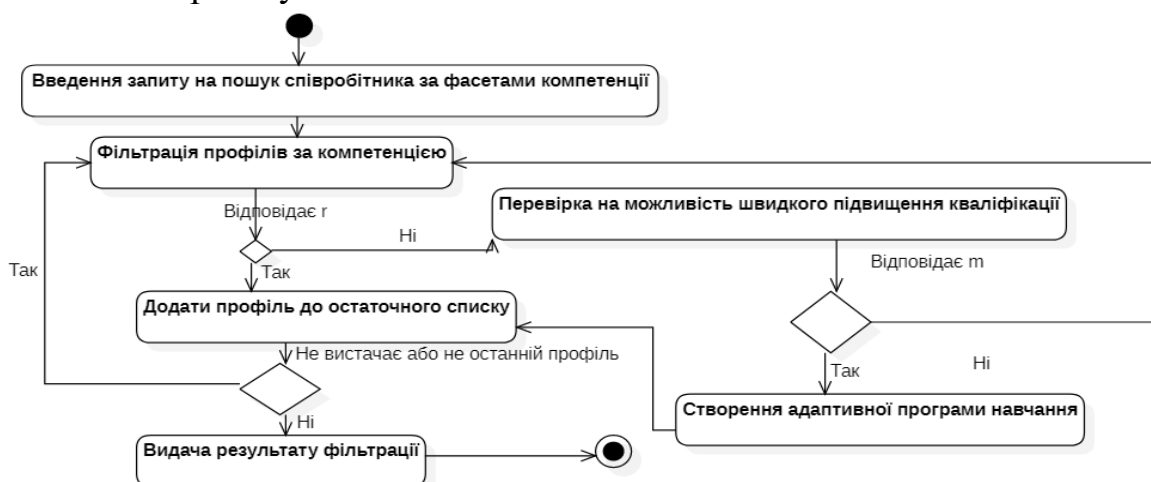 Введення запиту на пошук співробітника за фасетами компетенції
Фільтрація профілів за компетенцією
Відповідає r
Перевірка на можливість швидкого підвищення кваліфікації
Ні
Так
Так
Відповідає m
Додати профіль до остаточного списку
Не вистачає або не останній профіль
Так
Ні
Створення адаптивної програми навчання
Ні
Видача результату фільтрації